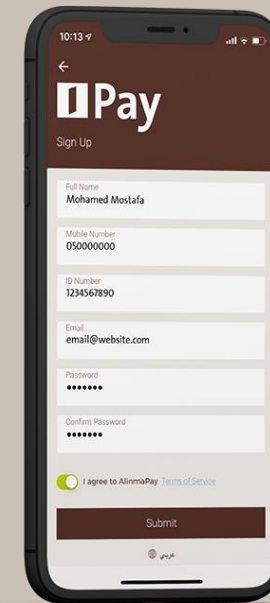 10:13
Pay
Sign Up
Full Name
Mohamed Mostafa
Mobile Number
050000000
ID Number
1234567890
Email
email@website.com
Password
•••••••
Confirm Password
•••••••
I agree to AlinmaPay Terms of Service
Submit
عربي